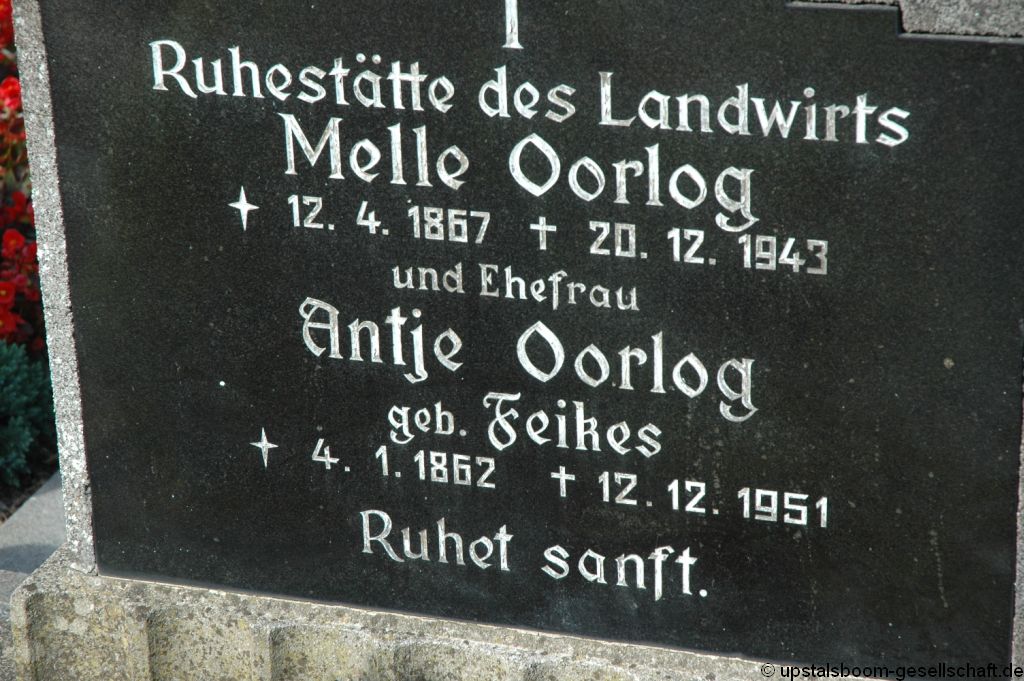 Ruhestätte des Landwirts
Melle Oorlog
12. 4. 1867 † 20. 12. 1943
und Ehefrau
Antje Oorlog
geb. Feikes
4. 1. 1862 † 12. 12. 1951
Ruhet sanft.
© upstalsboom-gesellschaft.de